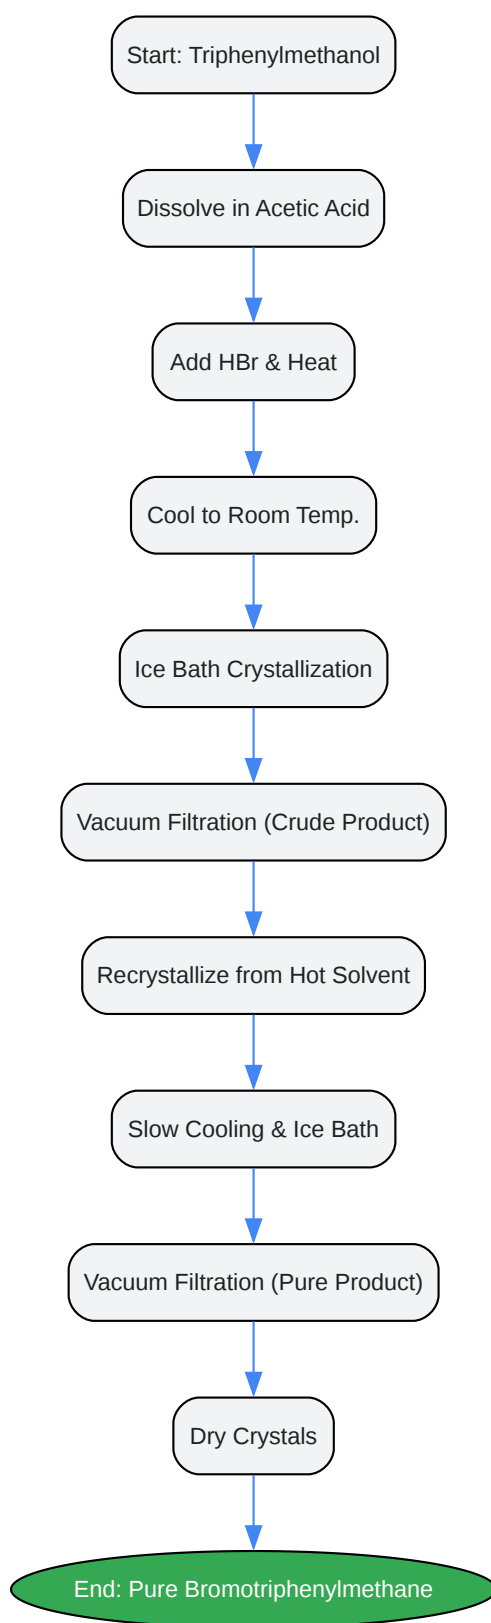 Start: Triphenylmethanol
Dissolve in Acetic Acid
Add HBr & Heat
Cool to Room Temp.
Ice Bath Crystallization
Vacuum Filtration (Crude Product)
Recrystallize from Hot Solvent
Slow Cooling & Ice Bath
Vacuum Filtration (Pure Product)
Dry Crystals
End: Pure Bromotriphenylmethane